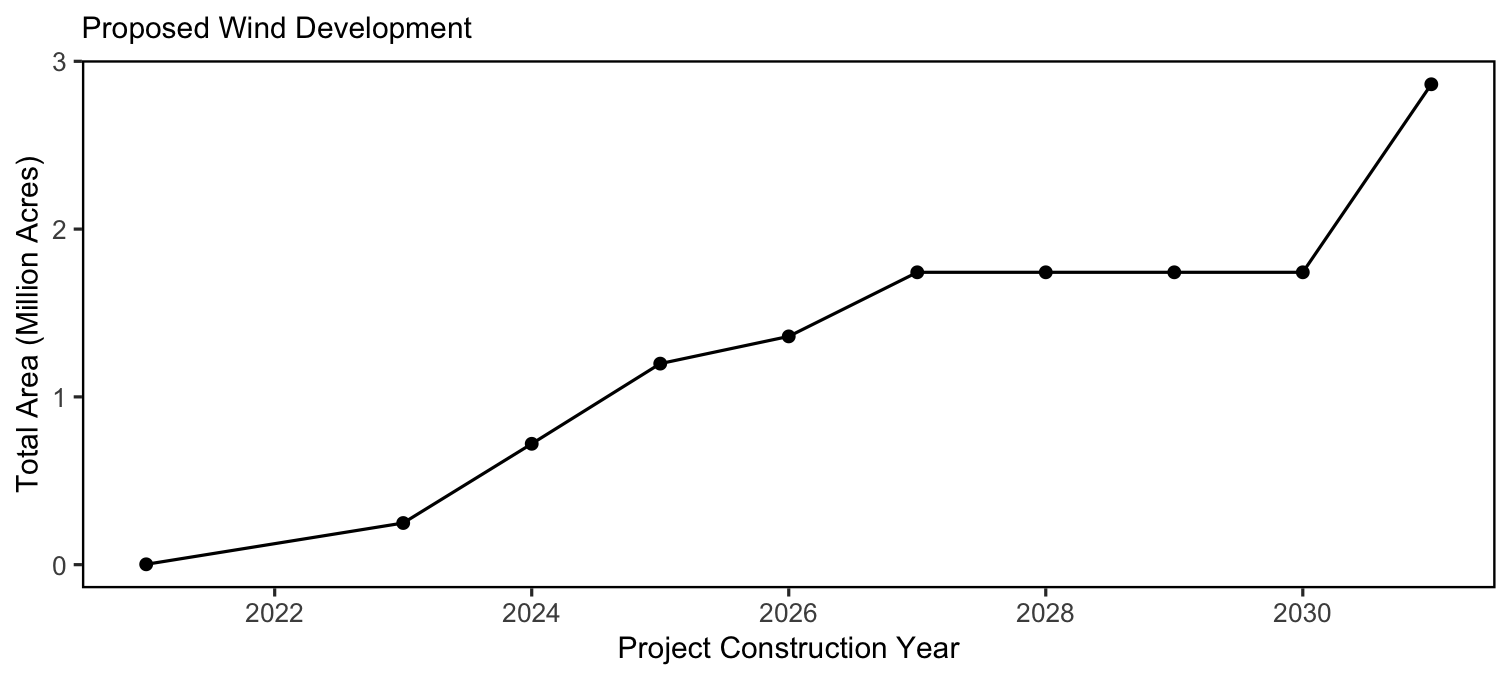 Proposed Wind Development
3
2
1
0
Total Area (Million Acres)
2022 2024 2026 2028 2030
Project Construction Year